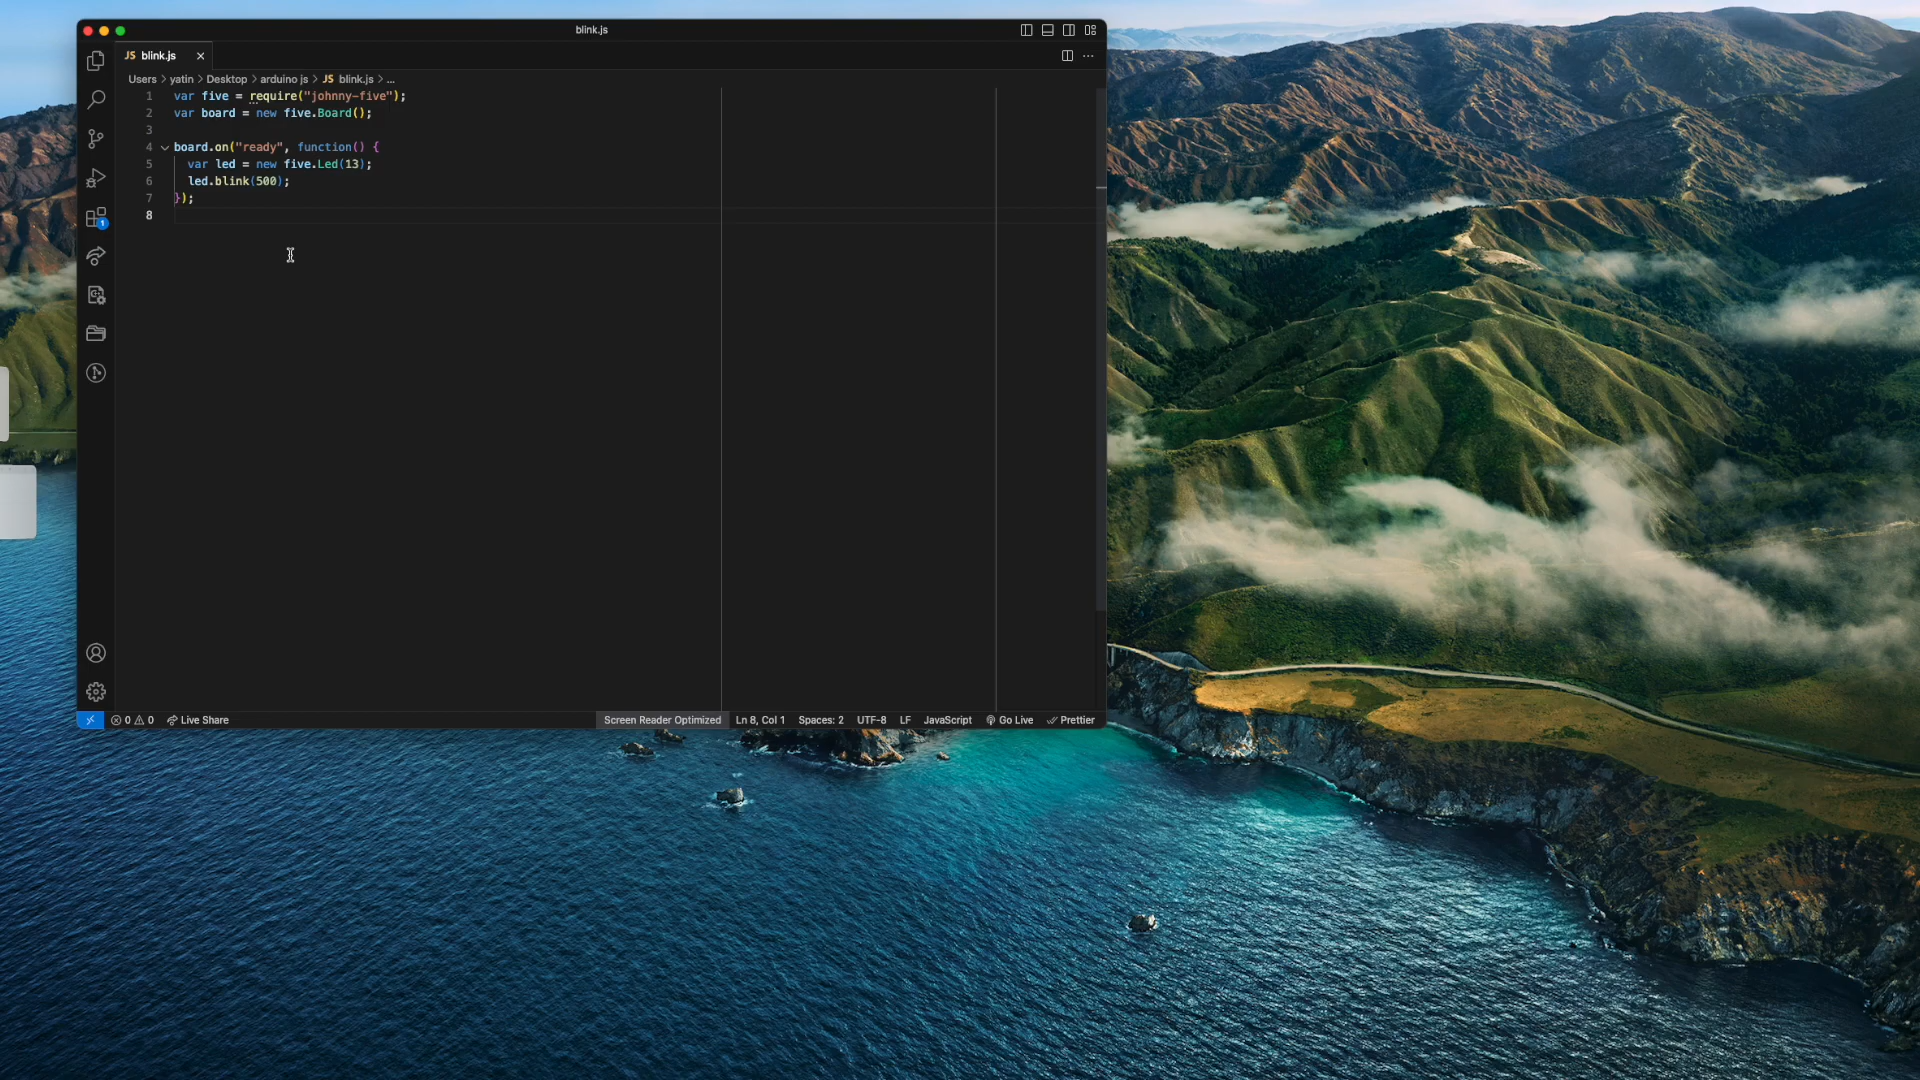 blink.js
JS blink.js
Users > yatin > Desktop > arduino js > JS blink.js > ...
1 var five = require("johnny-five");
2 var board = new five.Board();
3
4 board.on("ready", function() {
5 var led = new five.Led(13);
6 led.blink(500);
7 });
8
1
0 0 Live Share Screen Reader Optimized Ln 8, Col 1 Spaces: 2 UTF-8 LF JavaScript Go Live Prettier